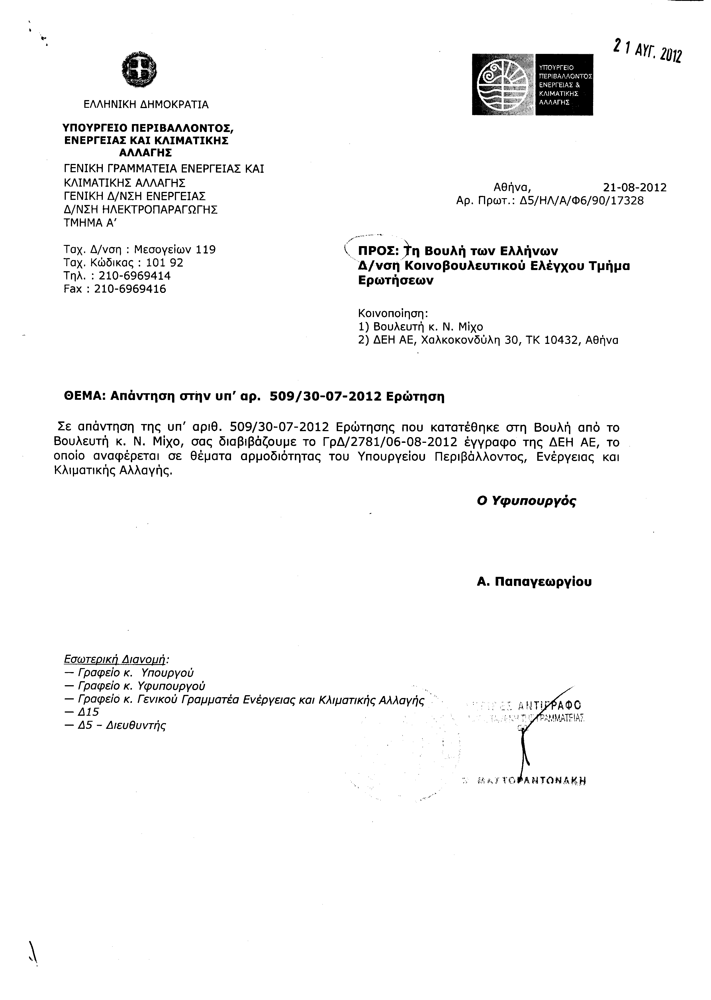 21 ΑΥΓ. 2012
ΥΠΟΥΡΓΕΙΟ
ΠΕΡΙΒΑΛΛΟΝΤΟΣ
ΕΝΕΡΓΕΙΑΣ &
ΚΛΙΜΑΤΙΚΗΣ
ΑΛΛΑΓΗΣ
ΕΛΛΗΝΙΚΗ ΔΗΜΟΚΡΑΤΙΑ
ΥΠΟΥΡΓΕΙΟ ΠΕΡΙΒΑΛΛΟΝΤΟΣ,
ΕΝΕΡΓΕΙΑΣ ΚΑΙ ΚΛΙΜΑΤΙΚΗΣ
ΑΛΛΑΓΗΣ
ΓΕΝΙΚΗ ΓΡΑΜΜΑΤΕΙΑ ΕΝΕΡΓΕΙΑΣ ΚΑΙ
ΚΛΙΜΑΤΙΚΗΣ ΑΛΛΑΓΗΣ
ΓΕΝΙΚΗ Δ/ΝΣΗ ΕΝΕΡΓΕΙΑΣ
Δ/ΝΣΗ ΗΛΕΚΤΡΟΠΑΡΑΓΩΓΗΣ
ΤΜΗΜΑ Α'
Αθήνα, 21-08-2012
Αρ. Πρωτ.: Δ5/ΗΛ/Α/Φ6/90/17328
Ταχ. Δ/νση : Μεσογείων 119
Ταχ. Κώδικας : 101 92
Τηλ. : 210-6969414
Fax : 210-6969416
ΠΡΟΣ: Τη Βουλή των Ελλήνων
Δ/νση Κοινοβουλευτικού Ελέγχου Τμήμα
Ερωτήσεων
Κοινοποίηση:
1) Βουλευτή κ. Ν. Μίχο
2) ΔΕΗ ΑΕ, Χαλκοκονδύλη 30, ΤΚ 10432, Αθήνα
ΘΕΜΑ: Απάντηση στην υπ' αρ. 509/30-07-2012 Ερώτηση
Σε απάντηση της υπ' αριθ. 509/30-07-2012 Ερώτησης που κατατέθηκε στη Βουλή από το
Βουλευτή κ. Ν. Μίχο, σας διαβιβάζουμε το ΓρΔ/2781/06-08-2012 έγγραφο της ΔΕΗ ΑΕ, το
οποίο αναφέρεται σε θέματα αρμοδιότητας του Υπουργείου Περιβάλλοντος, Ενέργειας και
Κλιματικής Αλλαγής.
Ο Υφυπουργός
Α. Παπαγεωργίου
Εσωτερική Διανομή:
— Γραφείο κ. Υπουργού
— Γραφείο κ. Υφυπουργού
— Γραφείο κ. Γενικού Γραμματέα Ενέργειας και Κλιματικής Αλλαγής
— Δ15
— Δ5 – Διευθυντής
ΑΝΤΙΓΡΑΦΟ
ΓΡΑΜΜΑΤΕΙΑΣ